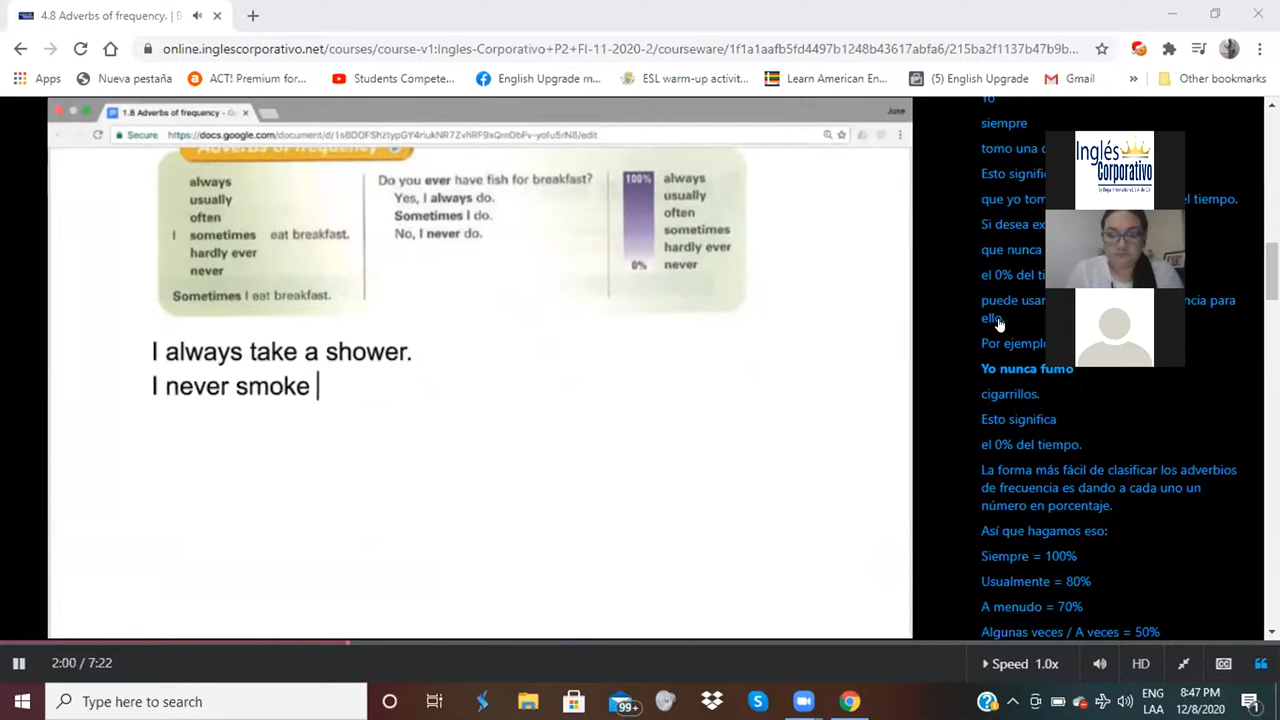 4.8 Adverbs of frequency. | B
online.inglescorporativo.net/courses/course-v1:Ingles-Corporativo+P2+FI-11-2020-2/courseware/1f1a1aafb5fd4497b1248b43617abfa6/215ba2f1137b47b9b...
Apps Nueva pestaña ACT! Premium for... Students Compete... English Upgrade m... ESL warm-up activit... Learn American En... (5) English Upgrade Gmail » Other bookmarks
1.8 Adverbs of frequency - Jose
Secure
Adverbs of frequency
always
usually
often
I sometimes eat breakfast.
hardly ever
never
Sometimes I eat breakfast.
Do you ever have fish for breakfast?
Yes, I always do.
Sometimes I do.
No, I never do.
100% always
usually
often
sometimes
hardly ever
0% never
I always take a shower.
I never smoke
Yo
siempre
tomo una
Esto
que yo el tiempo.
Si desea
que nunca
el 0% del
puede para
ello.
Por ejemplo
Yo nunca fumo
cigarrillos.
Esto significa
el 0% del tiempo.
La forma más fácil de clasificar los adverbios
de frecuencia es dando a cada uno un
número en porcentaje.
Así que hagamos eso:
Siempre = 100%
Usualmente = 80%
A menudo = 70%
Algunas veces / A veces = 50%
Inglés
Corporativo
2:00 / 7:22
Speed 1.0x
HD
Type here to search
99+
ENG
LAA
8:47 PM
12/8/2020
1